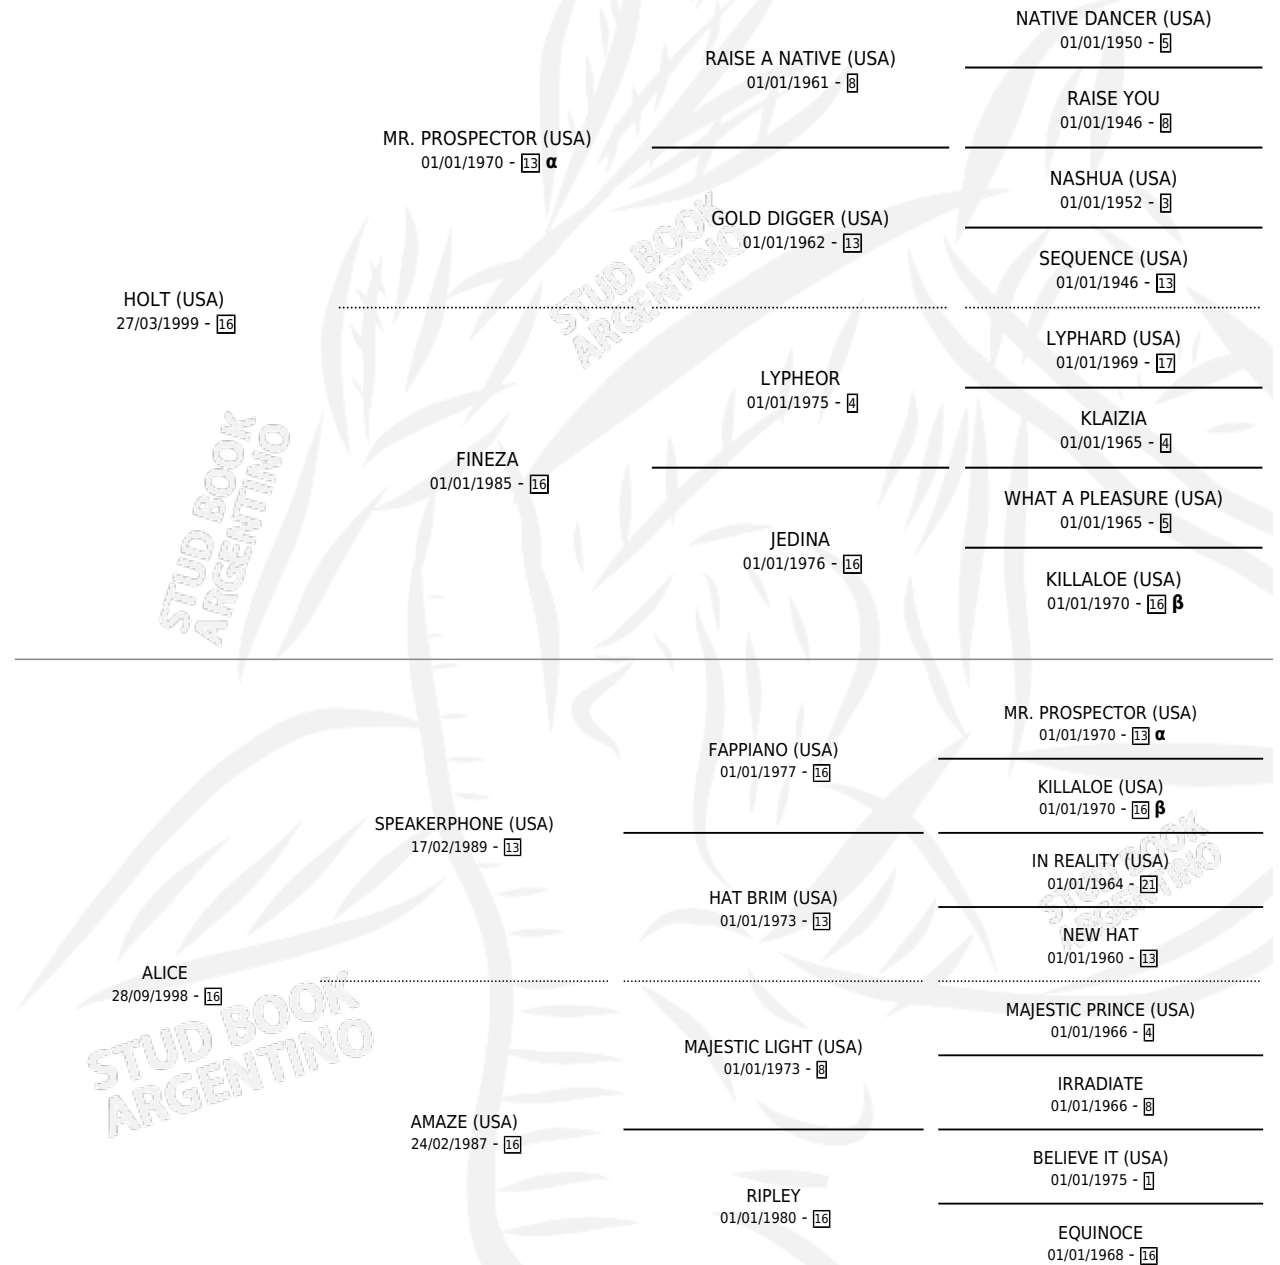 NATIVE DANCER (USA)
01/01/1950 - 5
RAISE A NATIVE (USA)
01/01/1961 - 8
RAISE YOU
01/01/1946 - 8
MR. PROSPECTOR (USA)
01/01/1970 - 13 α
NASHUA (USA)
01/01/1952 - 3
GOLD DIGGER (USA)
01/01/1962 - 13
SEQUENCE (USA)
01/01/1946 - 13
HOLT (USA)
27/03/1999 - 16
STUD BOOK
ARGENTINO
LYPHARD (USA)
01/01/1969 - 17
LYPHEOR
01/01/1975 - 4
KLAIZIA
01/01/1965 - 4
FINEZA
01/01/1985 - 16
WHAT A PLEASURE (USA)
01/01/1965 - 5
JEDINA
01/01/1976 - 16
KILLALOE (USA)
01/01/1970 - 16 β
STUD BOOK
ARGENTINO
MR. PROSPECTOR (USA)
01/01/1970 - 13 α
FAPPIANO (USA)
01/01/1977 - 16
KILLALOE (USA)
01/01/1970 - 16 β
SPEAKERPHONE (USA)
17/02/1989 - 13
IN REALITY (USA)
01/01/1964 - 21
HAT BRIM (USA)
01/01/1973 - 13
NEW HAT
01/01/1960 - 13
STUD BOOK
ARGENTINO
ALICE
28/09/1998 - 16
MAJESTIC PRINCE (USA)
01/01/1966 - 4
MAJESTIC LIGHT (USA)
01/01/1973 - 8
IRRADIATE
01/01/1966 - 8
STUD BOOK
ARGENTINO
AMAZE (USA)
24/02/1987 - 16
BELIEVE IT (USA)
01/01/1975 - 1
RIPLEY
01/01/1980 - 16
EQUINOCE
01/01/1968 - 16